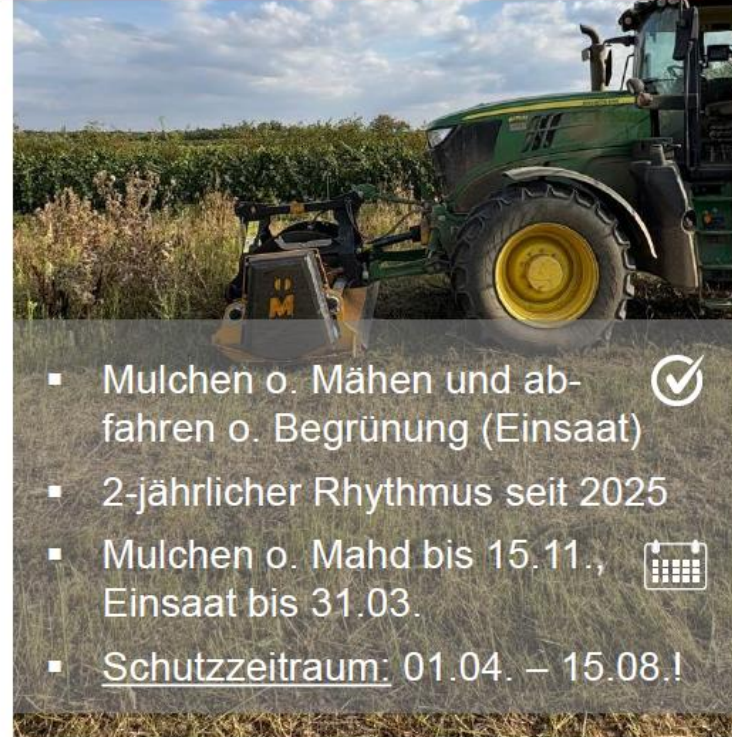 M
▪ Mulchen o. Mähen und ab-
fahren o. Begrünung (Einsaat)
▪ 2-jährlicher Rhythmus seit 2025
▪ Mulchen o. Mahd bis 15.11.,
Einsaat bis 31.03.
▪ Schutzzeitraum: 01.04. – 15.08.!